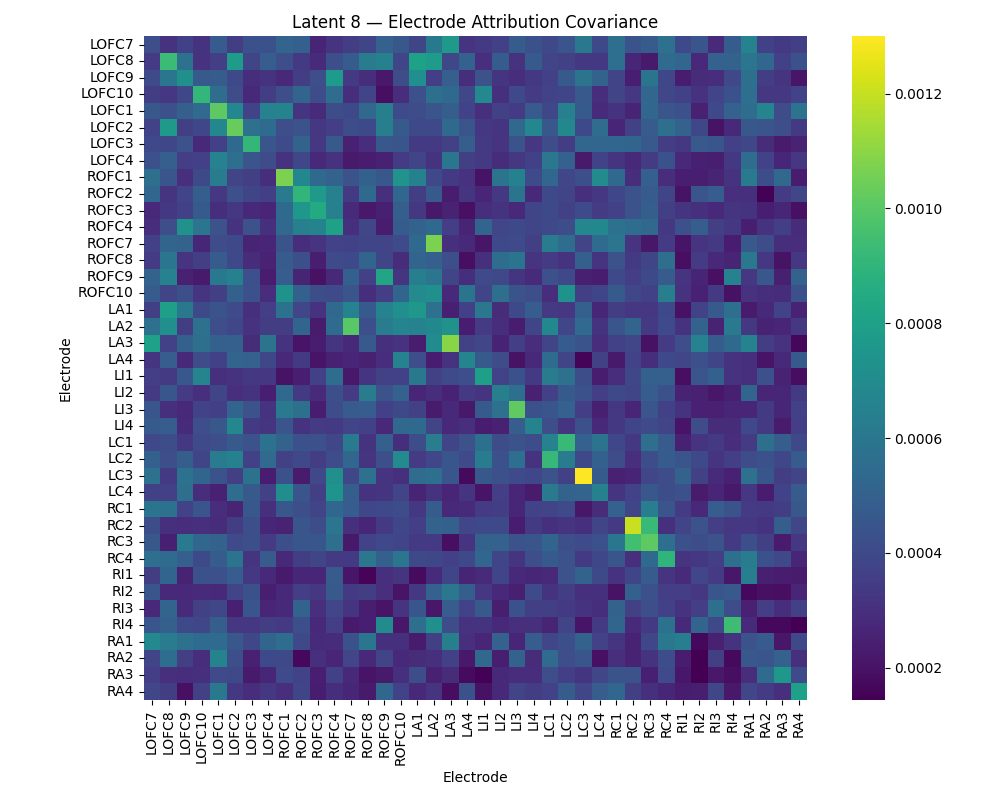 Latent 8 — Electrode Attribution Covariance
LOFC7
LOFC8
LOFC9
LOFC10
LOFC1
LOFC2
LOFC3
LOFC4
ROFC1
ROFC2
ROFC3
ROFC4
ROFC7
ROFC8
ROFC9
ROFC10
LA1
LA2
LA3
LA4
LI1
LI2
LI3
LI4
LC1
LC2
LC3
LC4
RC1
RC2
RC3
RC4
RI1
RI2
RI3
RI4
RA1
RA2
RA3
RA4
Electrode
LOFC7 LOFC8 LOFC9 LOFC10 LOFC1 LOFC2 LOFC3 LOFC4 ROFC1 ROFC2 ROFC3 ROFC4 ROFC7 ROFC8 ROFC9 ROFC10 LA1 LA2 LA3 LA4 LI1 LI2 LI3 LI4 LC1 LC2 LC3 LC4 RC1 RC2 RC3 RC4 RI1 RI2 RI3 RI4 RA1 RA2 RA3 RA4
Electrode
0.0012
0.0010
0.0008
0.0006
0.0004
0.0002